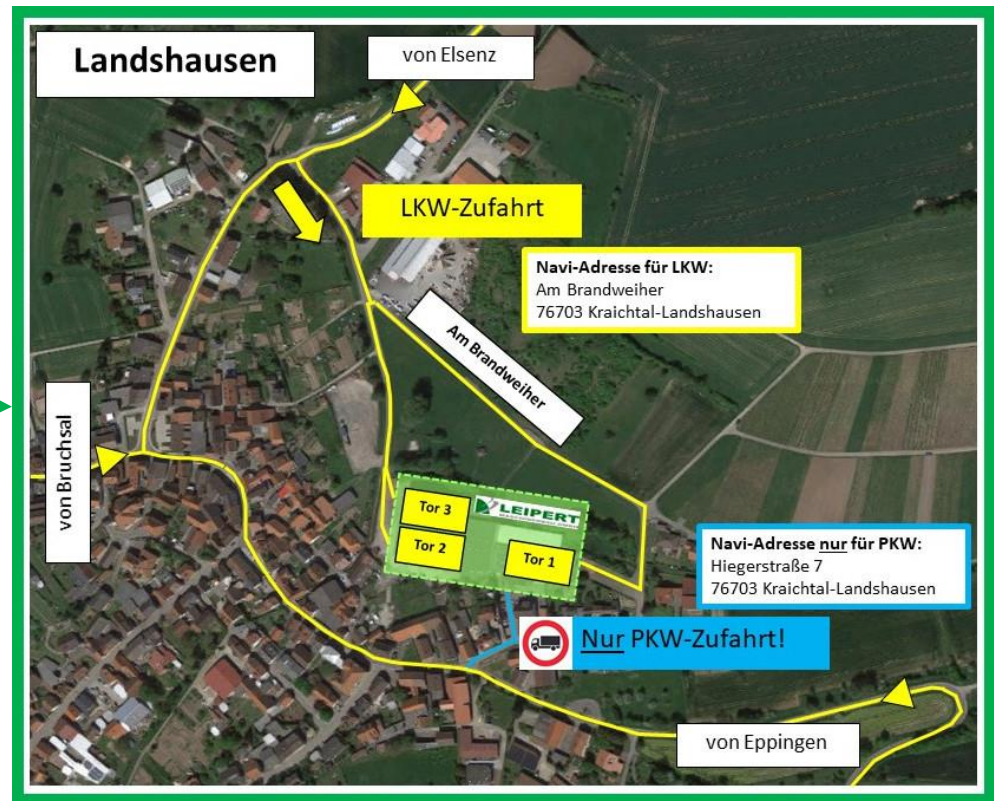 Landshausen
von Elsenz
LKW-Zufahrt
Navi-Adresse für LKW:
Am Brandweiher
76703 Kraichtal-Landshausen
Am Brandweiher
von Bruchsal
Tor 3
LEIPERT
Tor 2
Tor 1
Navi-Adresse nur für PKW:
Hiegerstraße 7
76703 Kraichtal-Landshausen
Nur PKW-Zufahrt!
von Eppingen